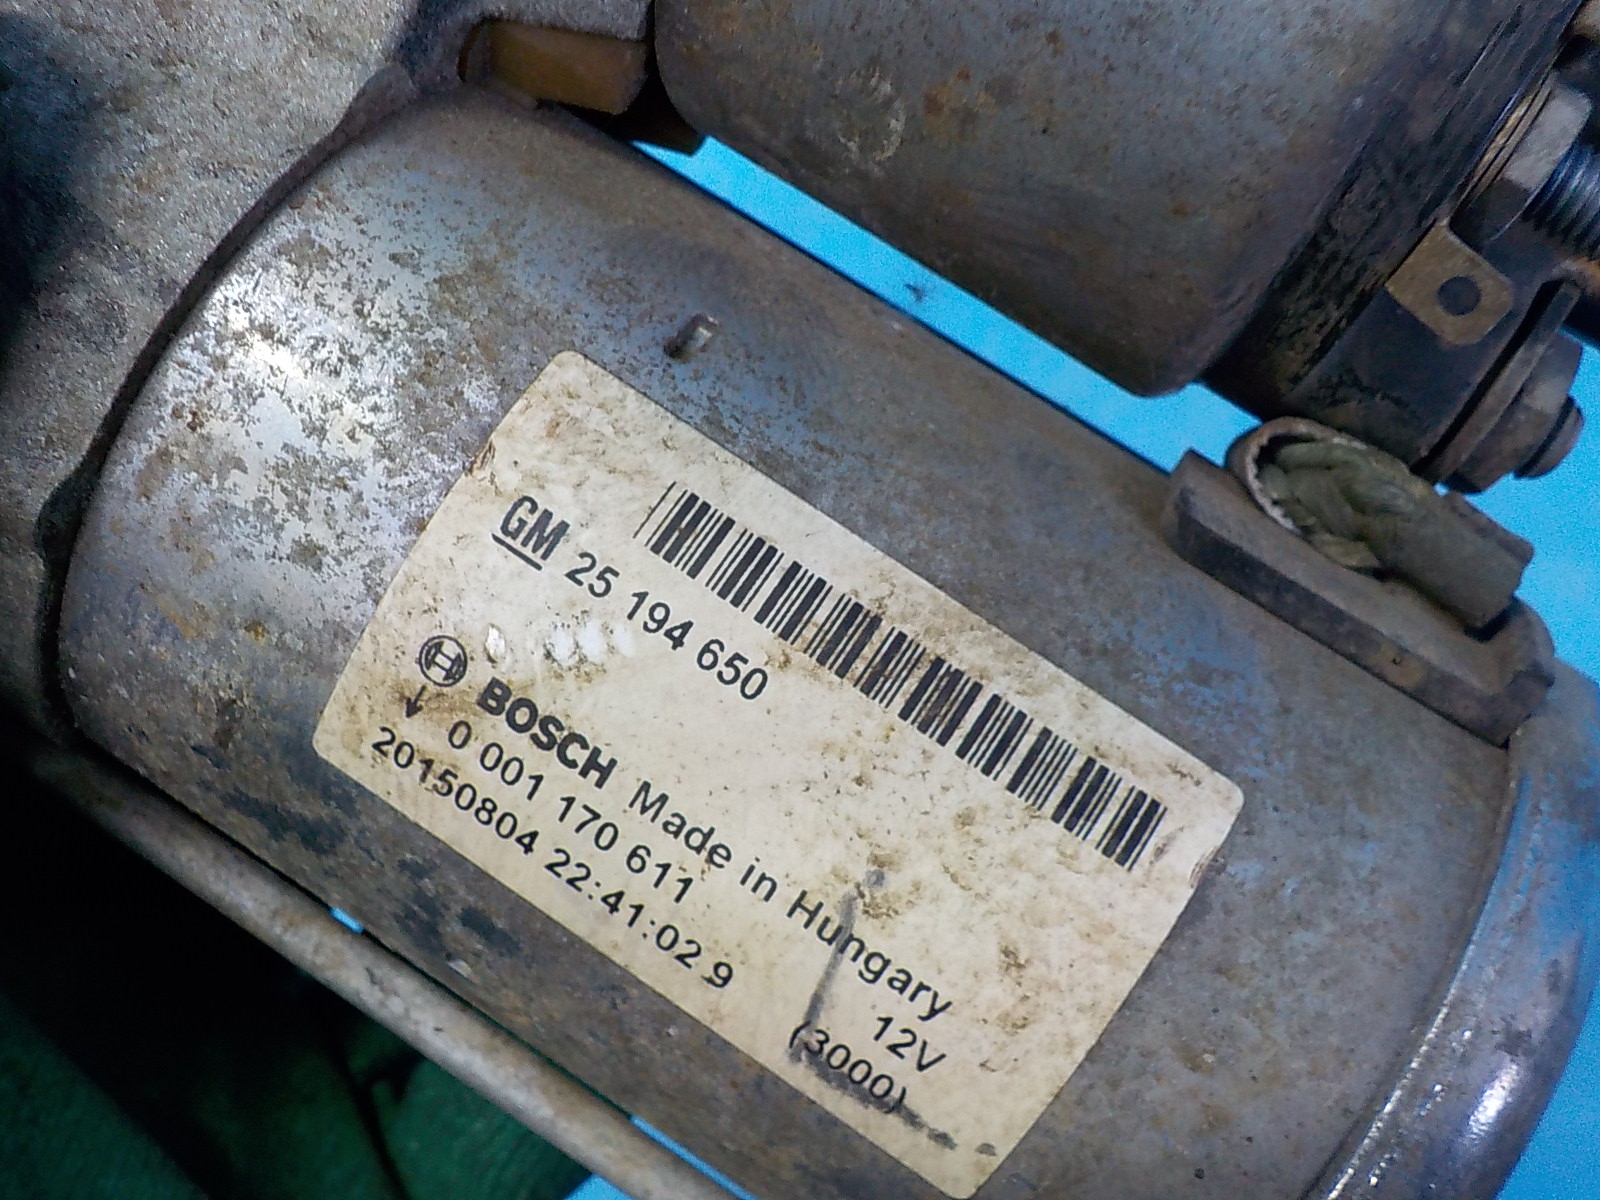 GM 25 194 650
BOSCH Made in Hungary
0 001 170 611 12V
20150804 22:41:02 9 (3000)